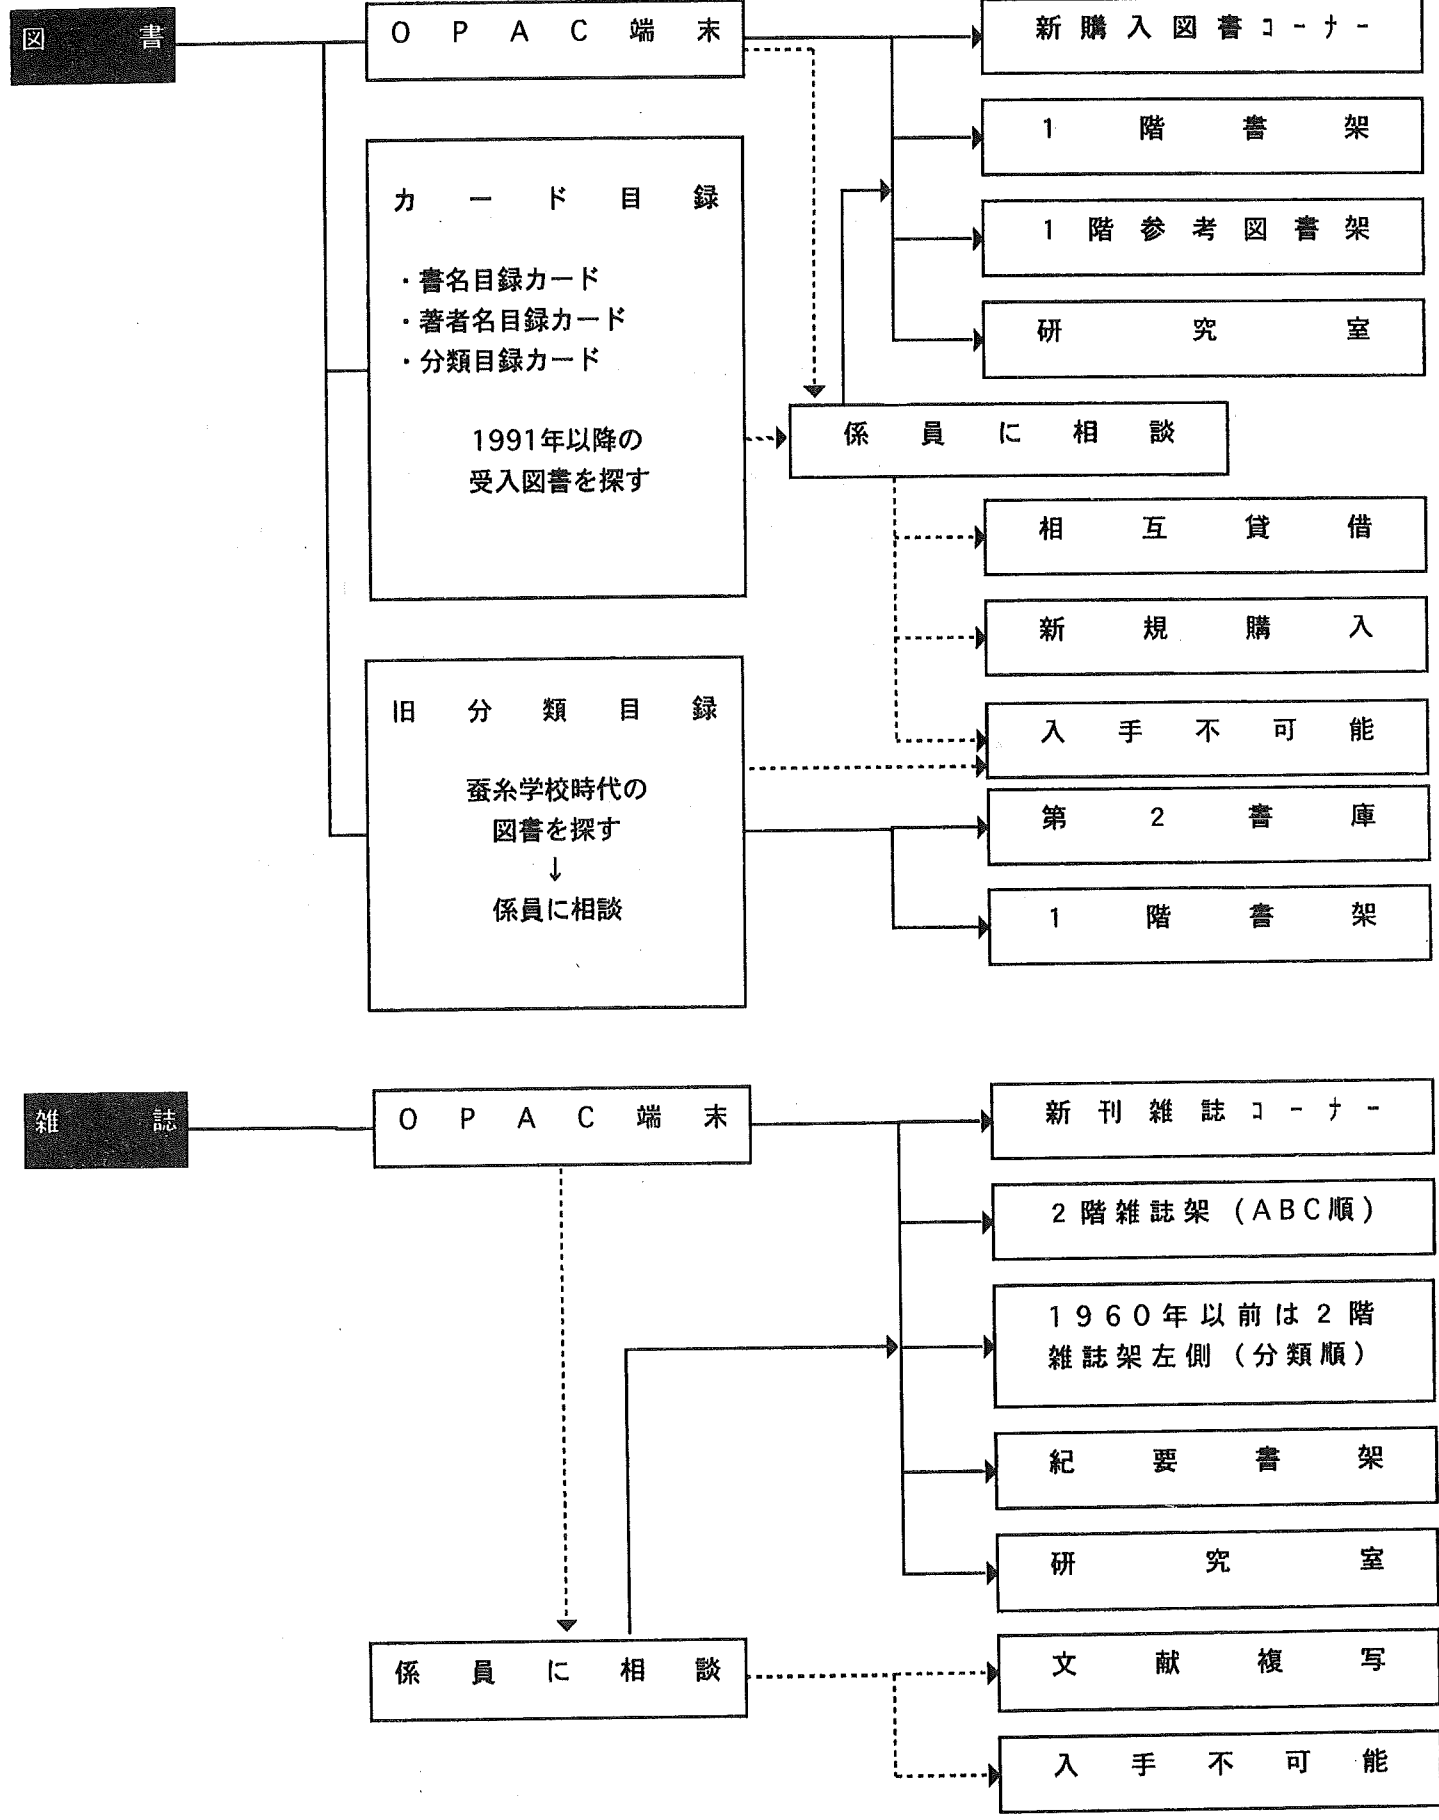 図書
OPAC端末
新購入図書コーナー
1階書架
カード目録
・書名目録カード
・著者名目録カード
・分類目録カード
1991年以降の
受入図書を探す
1階参考図書架
研究室
係員に相談
相互貸借
新規購入
入手不可能
旧分類目録
蚕糸学校時代の
図書を探す
↓
係員に相談
第2書庫
1階書架
雑誌
OPAC端末
新刊雑誌コーナー
2階雑誌架(ABC順)
1960年以前は2階
雑誌架左側(分類順)
紀要書架
研究室
係員に相談
文献複写
入手不可能